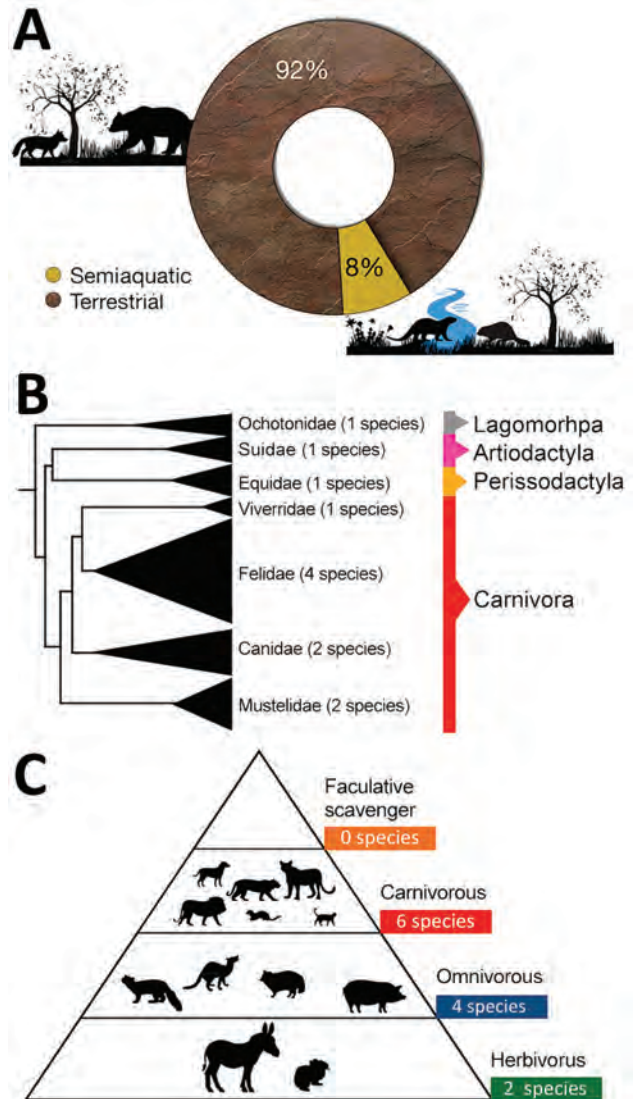 A
92%
8%
Semiaquatic
Terrestrial
B
Ochotonidae (1 species)
Suidae (1 species)
Equidae (1 species)
Viverridae (1 species)
Felidae (4 species)
Canidae (2 species)
Mustelidae (2 species)
Lagomorhpa
Artiodactyla
Perissodactyla
Carnivora
C
Faculative
scavenger
0 species
Carnivorous
6 species
Omnivorous
4 species
Herbivorus
2 species